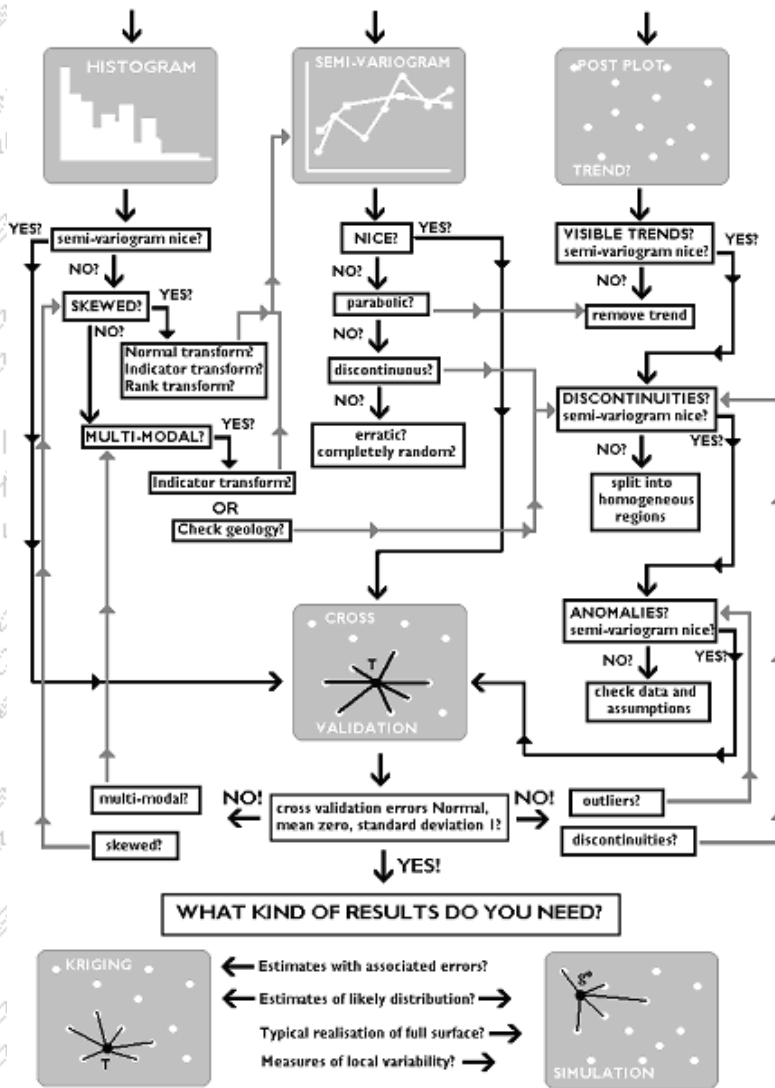 HISTOGRAM
SEMI-VARIOGRAM
POST PLOT
TREND?
YES?
semi-variogram nice?
NO?
SKEWED?
YES?
NO?
Normal transform?
Indicator transform?
Rank transform?
MULTI-MODAL?
YES?
Indicator transform?
OR
Check geology?
NICE?
YES?
NO?
parabolic?
NO?
discontinuous?
NO?
erratic?
completely random?
VISIBLE TRENDS?
semi-variogram nice?
YES?
NO?
remove trend
DISCONTINUITIES?
semi-variogram nice?
YES?
NO?
split into
homogeneous
regions
ANOMALIES?
semi-variogram nice?
YES?
NO?
check data and
assumptions
CROSS
T
VALIDATION
multi-modal?
skewed?
NO!
cross validation errors Normal,
mean zero, standard deviation 1?
NO!
outliers?
discontinuities?
YES!
WHAT KIND OF RESULTS DO YOU NEED?
KRIGING
T
Estimates with associated errors?
Estimates of likely distribution?
Typical realisation of full surface?
Measures of local variability?
g*
SIMULATION